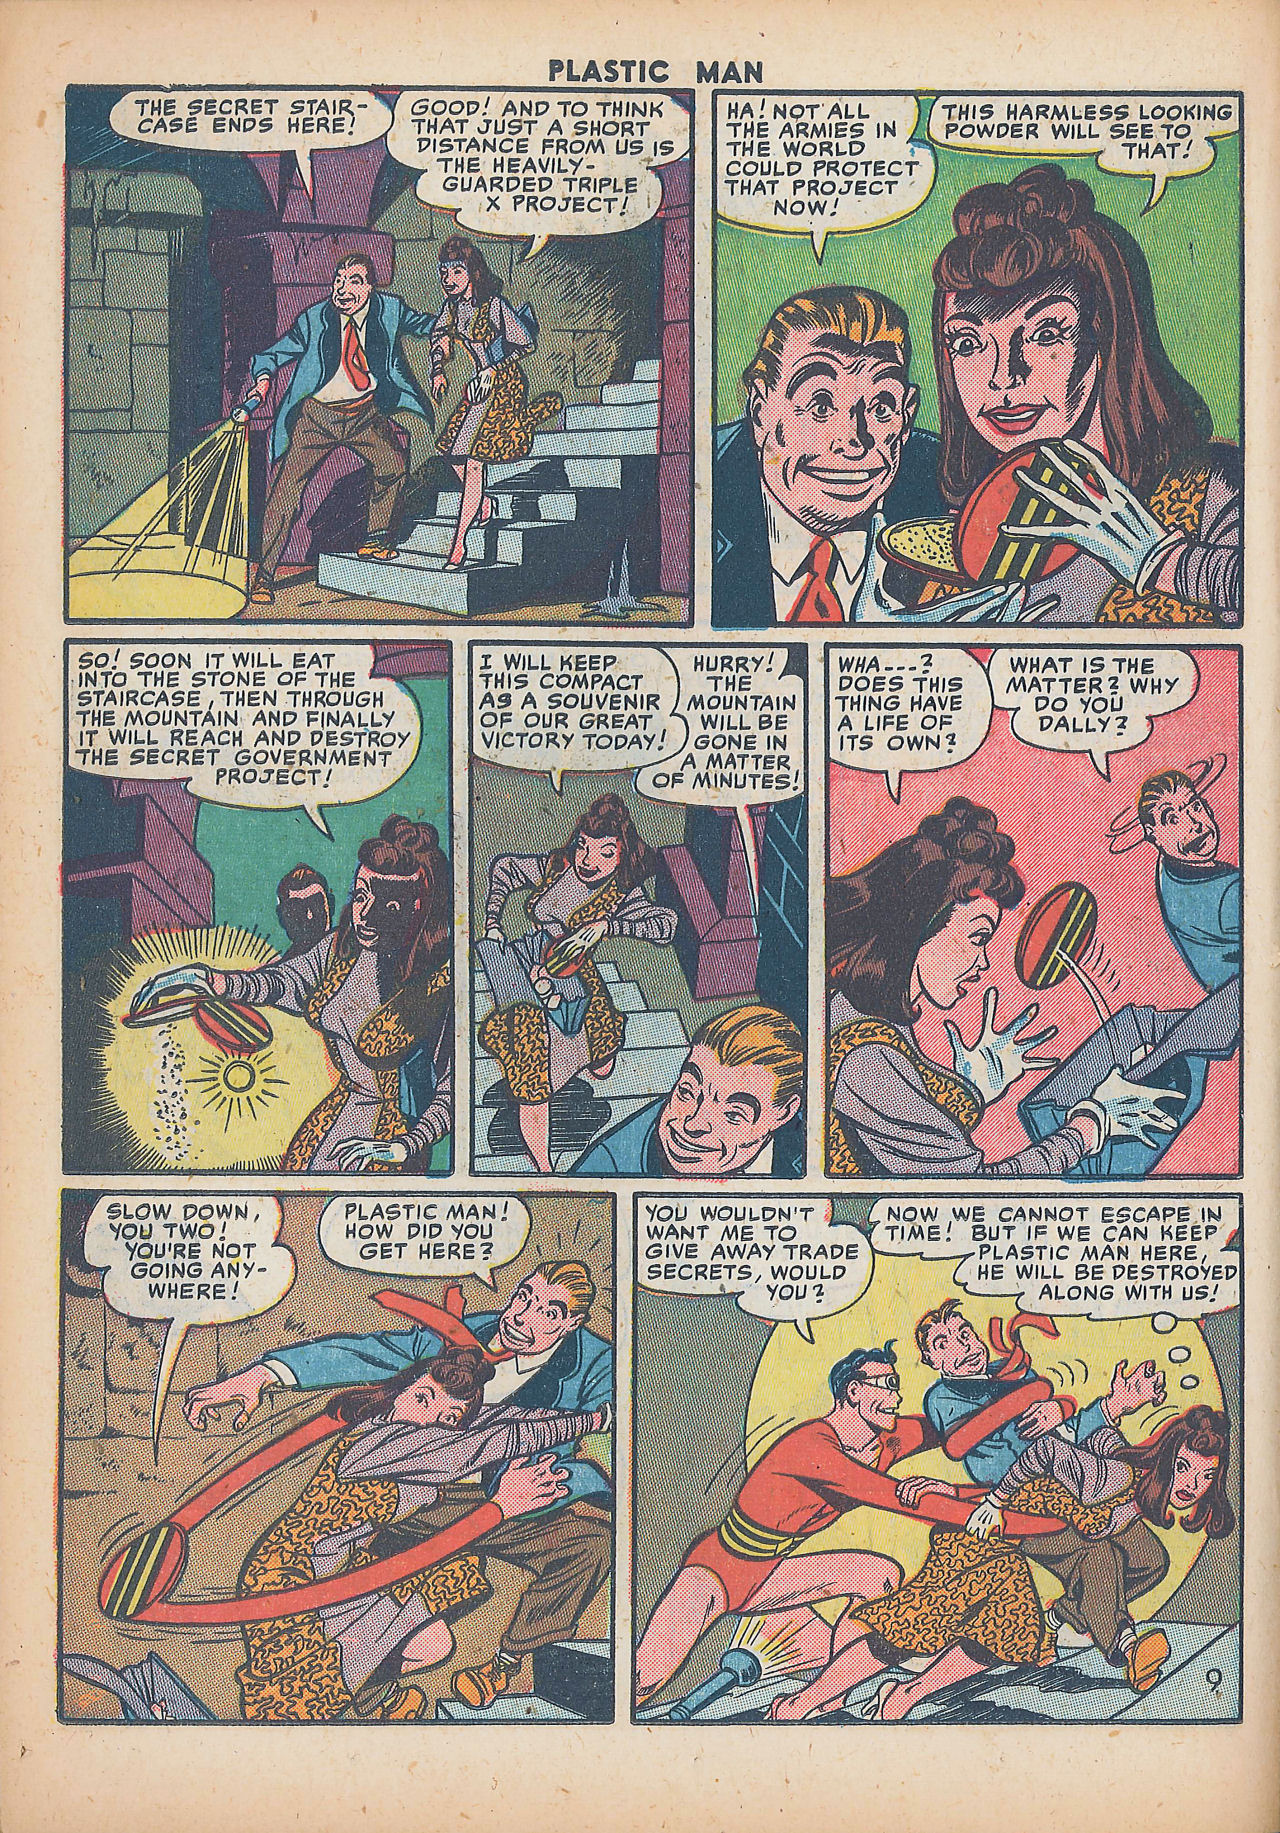 PLASTIC MAN
THE SECRET STAIR-
CASE ENDS HERE!
GOOD! AND TO THINK
THAT JUST A SHORT
DISTANCE FROM US IS
THE HEAVILY-
GUARDED TRIPLE
X PROJECT!
HA! NOT ALL
THE ARMIES IN
THE WORLD
COULD PROTECT
THAT PROJECT
NOW!
THIS HARMLESS LOOKING
POWDER WILL SEE TO
THAT!
SO! SOON IT WILL EAT
INTO THE STONE OF THE
STAIRCASE, THEN THROUGH
THE MOUNTAIN AND FINALLY
IT WILL REACH AND DESTROY
THE SECRET GOVERNMENT
PROJECT!
I WILL KEEP
THIS COMPACT
AS A SOUVENIR
OF OUR GREAT
VICTORY TODAY!
HURRY!
THE
MOUNTAIN
WILL BE
GONE IN
A MATTER
OF MINUTES!
WHA---?
DOES THIS
THING HAVE
A LIFE OF
ITS OWN?
WHAT IS THE
MATTER? WHY
DO YOU
DALLY?
SLOW DOWN,
YOU TWO!
YOU'RE NOT
GOING ANY-
WHERE!
PLASTIC MAN!
HOW DID YOU
GET HERE?
YOU WOULDN'T
WANT ME TO
GIVE AWAY TRADE
SECRETS, WOULD
YOU?
NOW WE CANNOT ESCAPE IN
TIME! BUT IF WE CAN KEEP
PLASTIC MAN HERE,
HE WILL BE DESTROYED
ALONG WITH US!
9